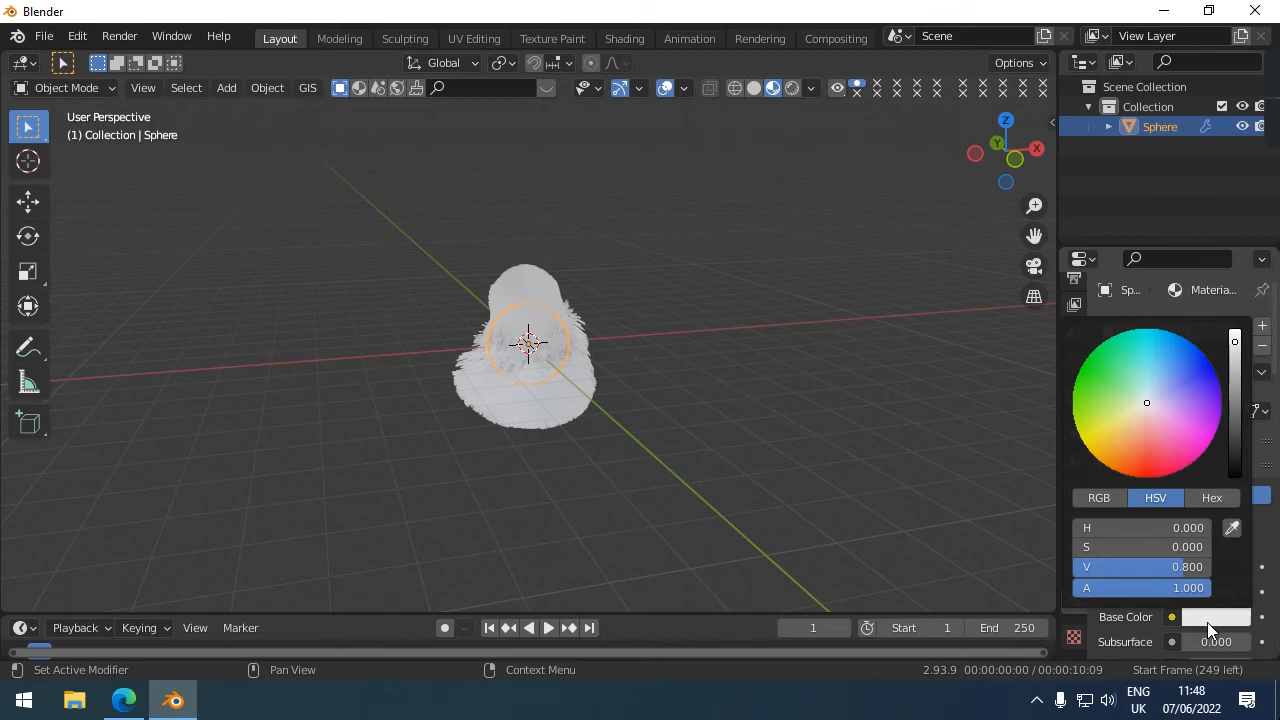 Blender
File Edit Render Window Help
Layout Modeling Sculpting UV Editing Texture Paint Shading Animation Rendering Compositing
Scene
View Layer
Global
Options
Object Mode View Select Add Object GIS
User Perspective
(1) Collection | Sphere
Z
Y
X
Scene Collection
Collection
Sphere
Sp...
Materia...
RGB HSV Hex
H 0.000
S 0.000
V 0.800
A 1.000
Base Color
Subsurface 0.000
Playback Keying View Marker
1
Start 1
End 250
Set Active Modifier
Pan View
Context Menu
2.93.9 00:00:00:00 / 00:00:10:09 Start Frame (249 left)
ENG
UK
11:48
07/06/2022